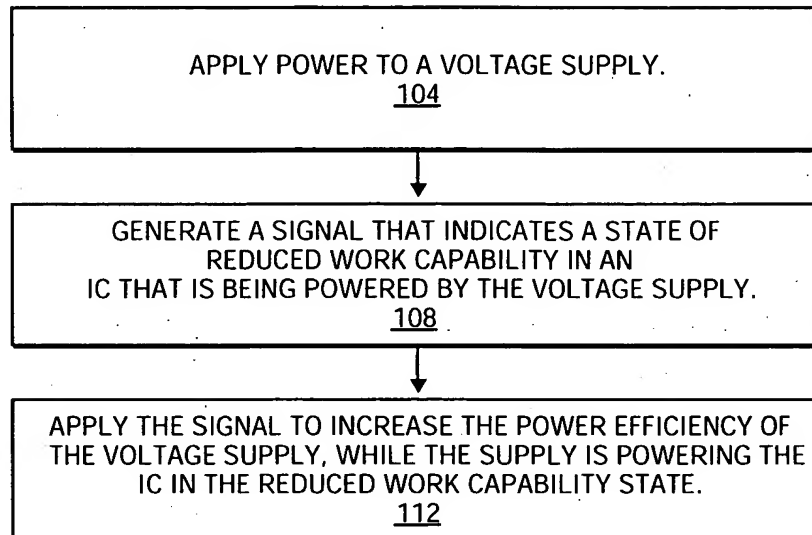 APPLY POWER TO A VOLTAGE SUPPLY.
104
GENERATE A SIGNAL THAT INDICATES A STATE OF
REDUCED WORK CAPABILITY IN AN
IC THAT IS BEING POWERED BY THE VOLTAGE SUPPLY.
108
APPLY THE SIGNAL TO INCREASE THE POWER EFFICIENCY OF
THE VOLTAGE SUPPLY, WHILE THE SUPPLY IS POWERING THE
IC IN THE REDUCED WORK CAPABILITY STATE.
112